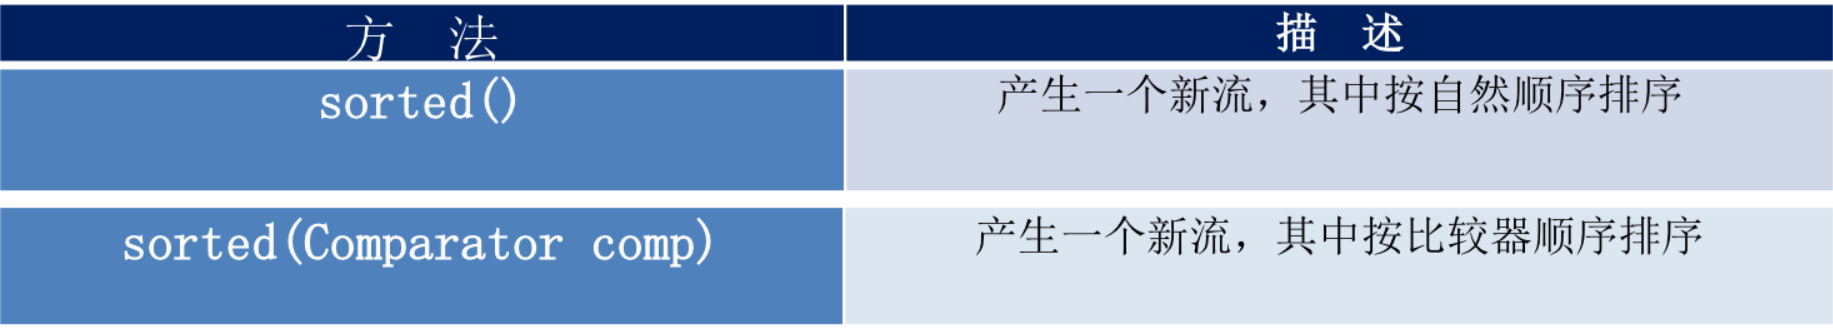 方 法
描 述
sorted()
产生一个新流，其中按自然顺序排序
sorted(Comparator comp)
产生一个新流，其中按比较器顺序排序